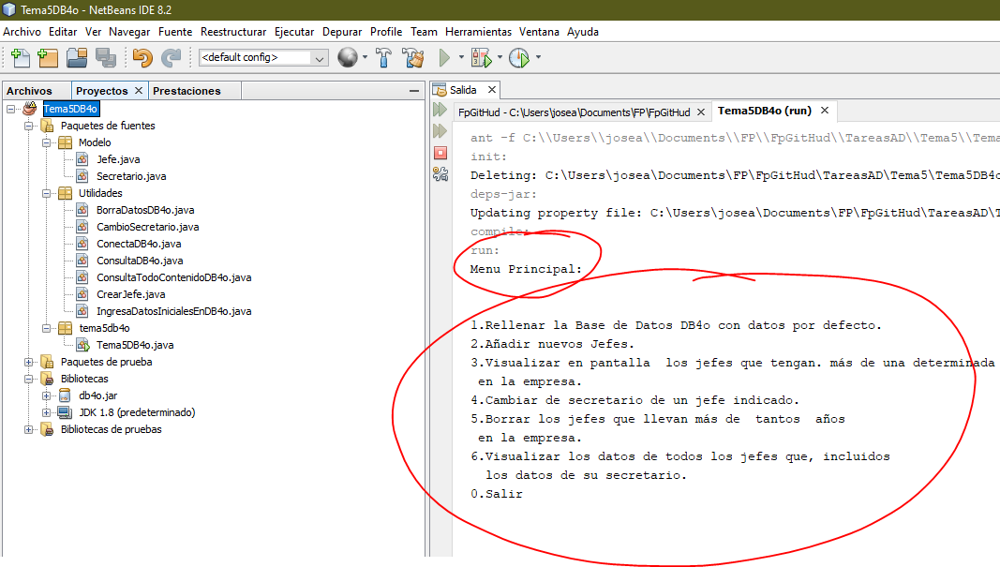 Tema5DB4o - NetBeans IDE 8.2
Archivo Editar Ver Navegar Fuente Reestructurar Ejecutar Depurar Profile Team Herramientas Ventana Ayuda
<default config>
Archivos Proyectos Prestaciones
Tema5DB4o
Paquetes de fuentes
Modelo
Jefe.java
Secretario.java
Utilidades
BorraDatosDB4o.java
CambioSecretario.java
ConectaDB4o.java
ConsultaDB4o.java
ConsultaTodoContenidoDB4o.java
CrearJefe.java
IngresaDatosInicialesEnDB4o.java
tema5db4o
Tema5DB4o.java
Paquetes de prueba
Bibliotecas
db4o.jar
JDK 1.8 (predeterminado)
Bibliotecas de pruebas
Salida
FpGitHud - C:\Users\josea\Documents\FP\FpGitHud Tema5DB4o (run)
ant -f C:\\Users\\josea\\Documents\\FP\\FpGitHud\\TareasAD\\Tema5\\Tema
init:
Deleting: C:\Users\josea\Documents\FP\FpGitHud\TareasAD\Tema5\Tema5DB4o
deps-jar:
Updating property file: C:\Users\josea\Documents\FP\FpGitHud\TareasAD\T
compile:
run:
Menu Principal:
1.Rellenar la Base de Datos DB4o con datos por defecto.
2.Añadir nuevos Jefes.
3.Visualizar en pantalla los jefes que tengan. más de una determinada
en la empresa.
4.Cambiar de secretario de un jefe indicado.
5.Borrar los jefes que llevan más de tantos años
en la empresa.
6.Visualizar los datos de todos los jefes que, incluidos
los datos de su secretario.
0.Salir